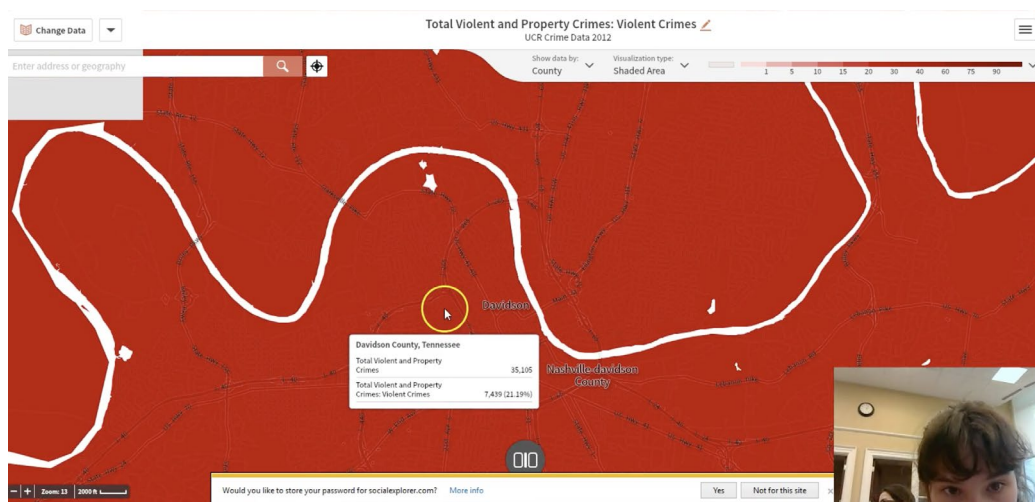 Change Data
Total Violent and Property Crimes: Violent Crimes
UCR Crime Data 2012
Enter address or geography
Show data by:
County
Visualization type:
Shaded Area
1 5 10 15 20 30 40 60 75 90
Davidson
Davidson County, Tennessee
Total Violent and Property
Crimes 35,105
Total Violent and Property
Crimes: Violent Crimes 7,439 (21.19%)
Nashville-davidson
County
Zoom: 13 2000 ft
Would you like to store your password for socialexplorer.com? More info Yes Not for this site